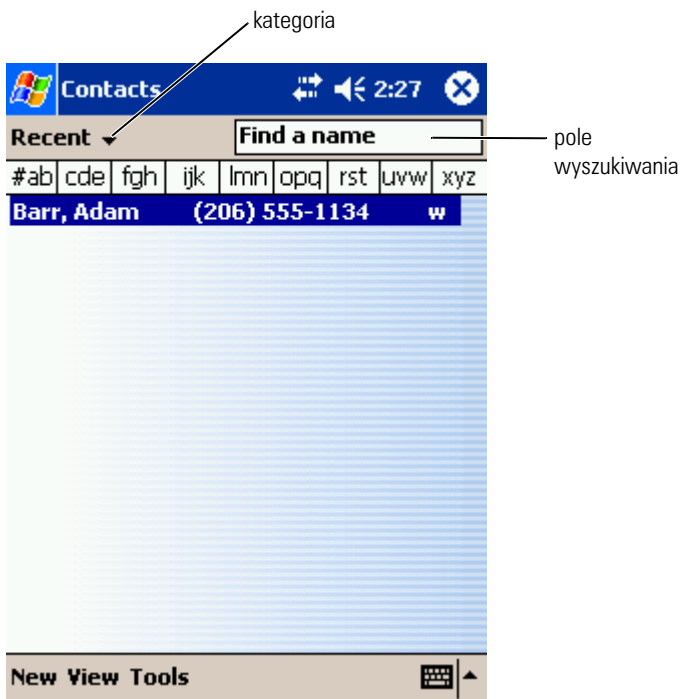 kategoria
Contacts 2:27
Recent Find a name
pole
wyszukiwania
#ab cde fgh ijk lmn opq rst uvw xyz
Barr, Adam (206) 555-1134 w
New View Tools